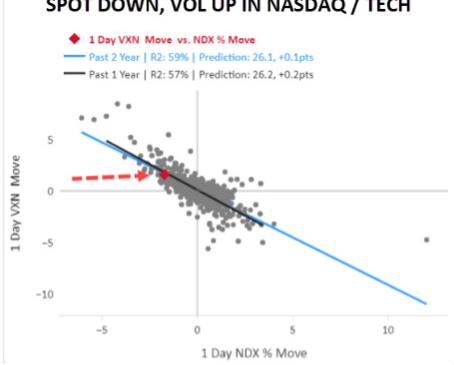 SPOT DOWN, VOL UP IN NASDAQ / TECH
1 Day VXN Move vs. NDX % Move
Past 2 Year | R2: 59% | Prediction: 26.1, +0.1pts
Past 1 Year | R2: 57% | Prediction: 26.2, +0.2pts
1 Day VXN Move
5
0
−5
−10
−5
0
5
10
1 Day NDX % Move